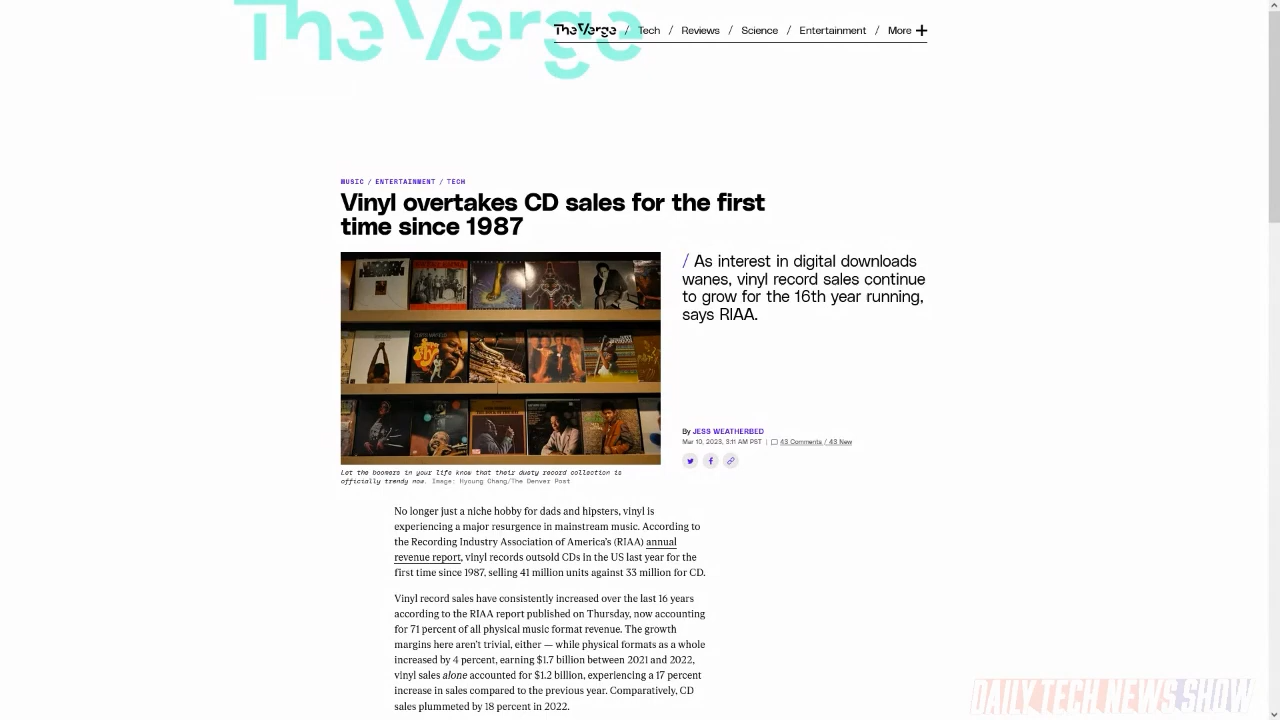 The Verge
The Verge / Tech / Reviews / Science / Entertainment / More +
MUSIC / ENTERTAINMENT / TECH
Vinyl overtakes CD sales for the first
time since 1987
/ As interest in digital downloads
wanes, vinyl record sales continue
to grow for the 16th year running,
says RIAA.
By JESS WEATHERBED
Mar 10, 2023, 3:11 AM PST | 43 Comments / 43 New
Let the boomers in your life know that their dusty record collection is
officially trendy now. Image: Hyoung Chang/The Denver Post
No longer just a niche hobby for dads and hipsters, vinyl is
experiencing a major resurgence in mainstream music. According to
the Recording Industry Association of America's (RIAA) annual
revenue report, vinyl records outsold CDs in the US last year for the
first time since 1987, selling 41 million units against 33 million for CD.
Vinyl record sales have consistently increased over the last 16 years
according to the RIAA report published on Thursday, now accounting
for 71 percent of all physical music format revenue. The growth
margins here aren't trivial, either — while physical formats as a whole
increased by 4 percent, earning $1.7 billion between 2021 and 2022,
vinyl sales alone accounted for $1.2 billion, experiencing a 17 percent
increase in sales compared to the previous year. Comparatively, CD
sales plummeted by 18 percent in 2022.
DAILY TECH NEWS SHOW